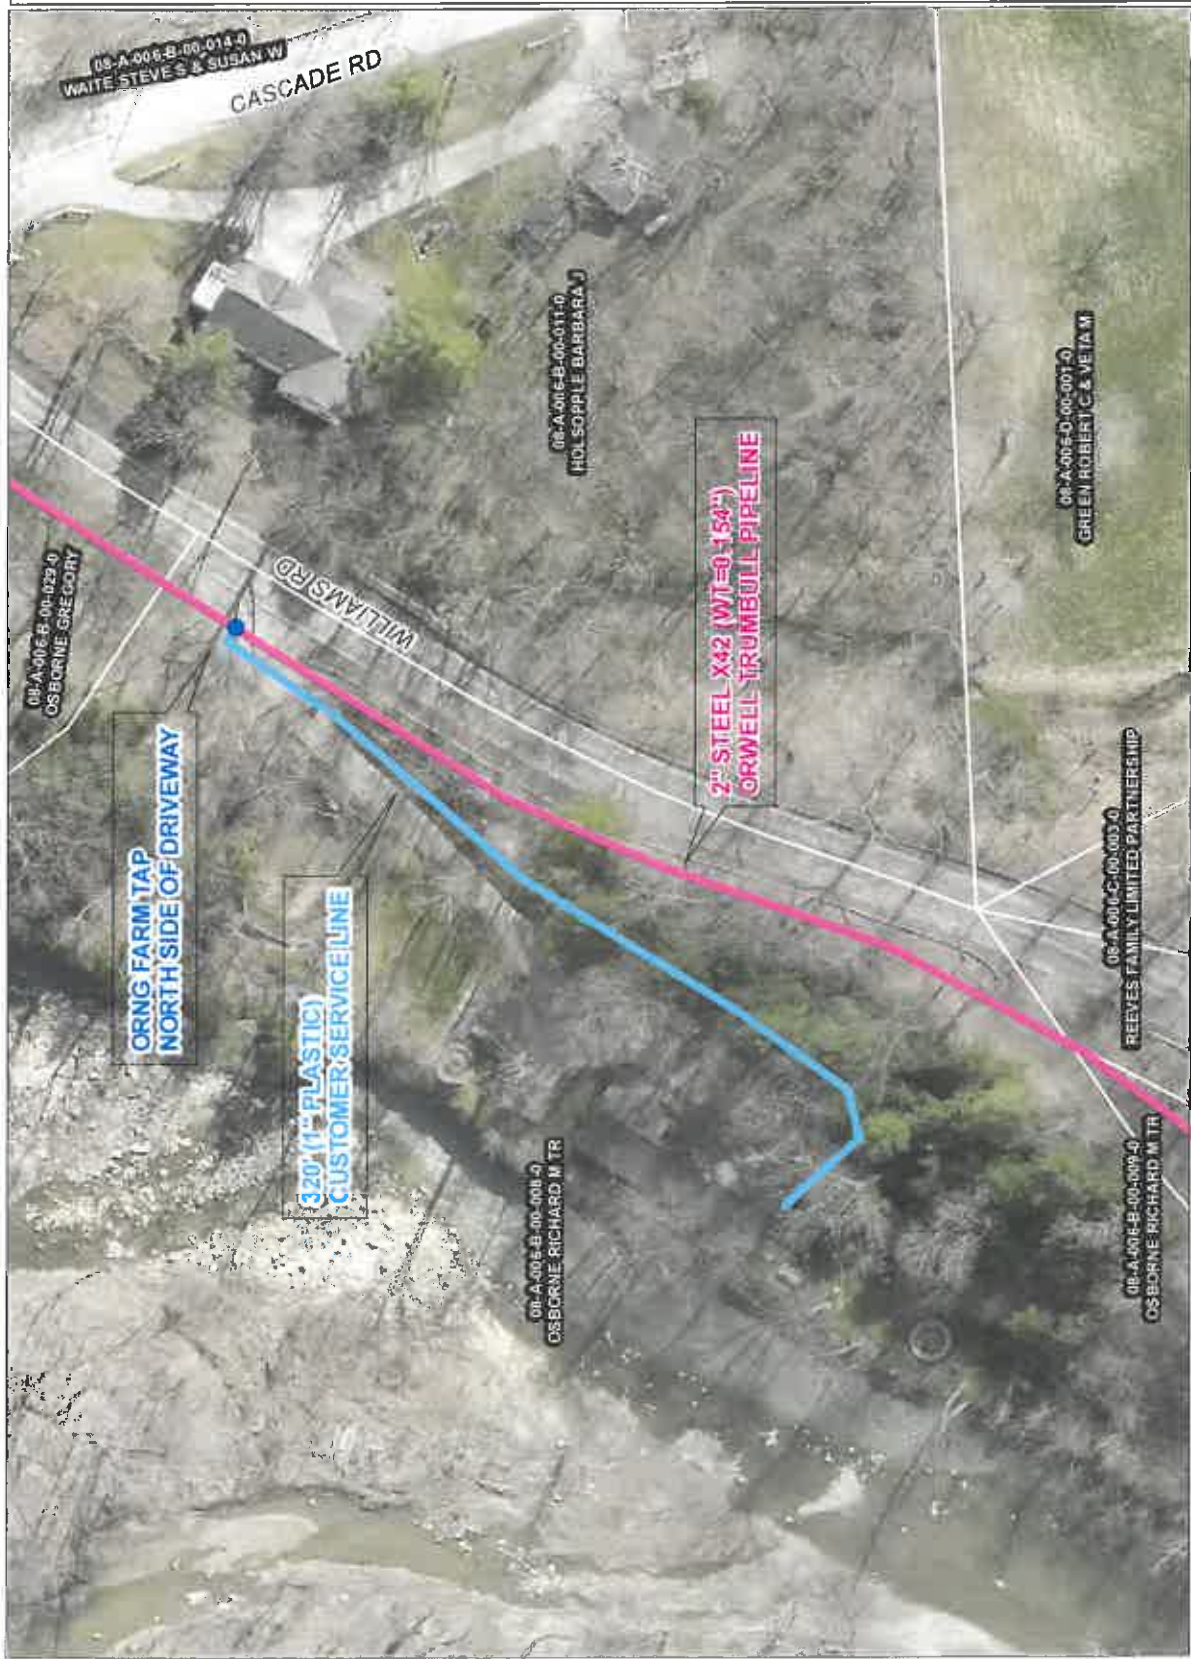 08-A-006-B-00-014-0
WAITE STEVE S & SUSAN W
CASCADE RD
08-A-006-B-00-029-0
OSBORNE GREGORY
WILLIAMS RD
08-A-006-B-00-011-0
HOLSOPPLE BARBARA J
ORNG FARM TAP
NORTH SIDE OF DRIVEWAY
320' (1" PLASTIC)
CUSTOMER SERVICE LINE
2" STEEL X42 (WT=0.154")
ORWELL TRUMBULL PIPELINE
08-A-006-D-00-001-0
GREEN ROBERT C & VETA M
08-A-006-B-00-008-0
OSBORNE RICHARD M TR
08-A-006-C-00-003-0
REEVES FAMILY LIMITED PARTNERSHIP
08-A-006-B-00-009-0
OSBORNE RICHARD M TR